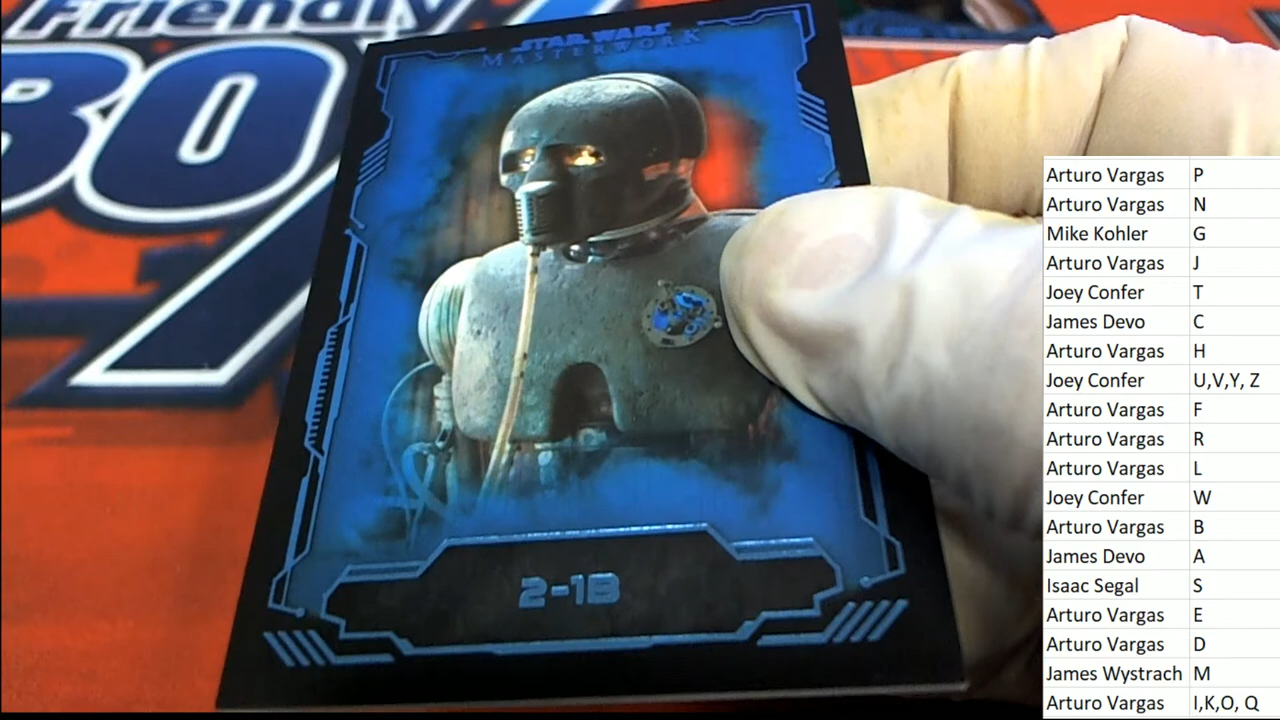 Friendly
BO
STAR WARS
MASTERWORK
2-1B
Arturo Vargas P
Arturo Vargas N
Mike Kohler G
Arturo Vargas J
Joey Confer T
James Devo C
Arturo Vargas H
Joey Confer U,V,Y, Z
Arturo Vargas F
Arturo Vargas R
Arturo Vargas L
Joey Confer W
Arturo Vargas B
James Devo A
Isaac Segal S
Arturo Vargas E
Arturo Vargas D
James Wystrach M
Arturo Vargas I,K,O, Q